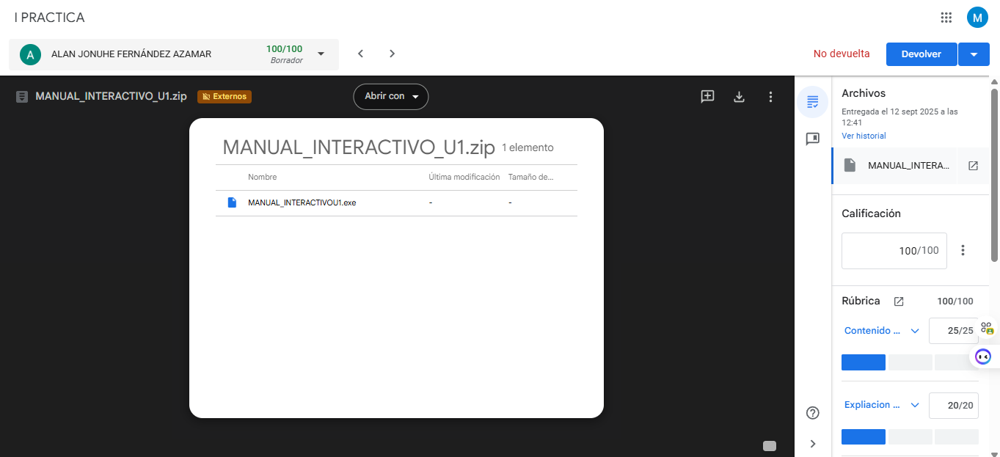 I PRACTICA
M
A
ALAN JONUHE FERNÁNDEZ AZAMAR
100/100
Borrador
No devuelta
Devolver
MANUAL_INTERACTIVO_U1.zip
Externos
Abrir con
MANUAL_INTERACTIVO_U1.zip 1 elemento
Nombre Última modificación Tamaño de...
MANUAL_INTERACTIVOU1.exe - -
Archivos
Entregada el 12 sept 2025 a las
12:41
Ver historial
MANUAL_INTERA...
Calificación
100/100
Rúbrica 100/100
Contenido ... 25/25
Expliacion ... 20/20